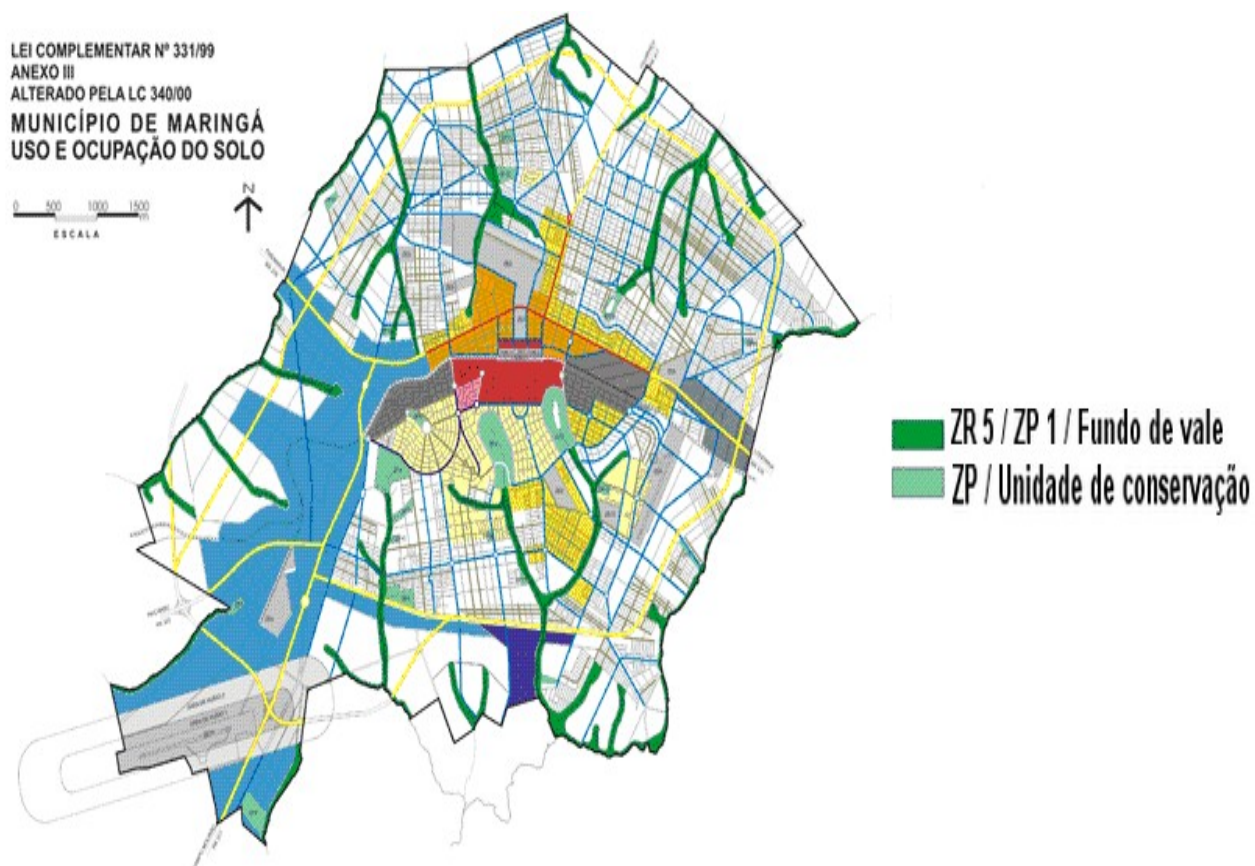 LEI COMPLEMENTAR Nº 331/99
ANEXO III
ALTERADO PELA LC 340/00
MUNICÍPIO DE MARINGÁ
USO E OCUPAÇÃO DO SOLO
N
0 500 1000 1500
m
ESCALA
ZR 5 / ZP 1 / Fundo de vale
ZP / Unidade de conservação